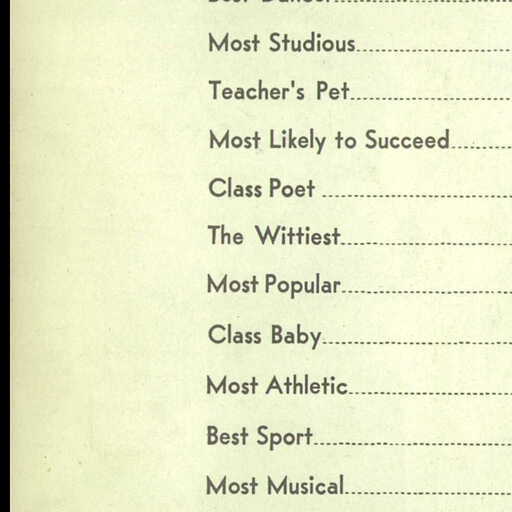 Most Studious
Teacher's Pet
Most Likely to Succeed
Class Poet
The Wittiest
Most Popular
Class Baby
Most Athletic
Best Sport
Most Musical